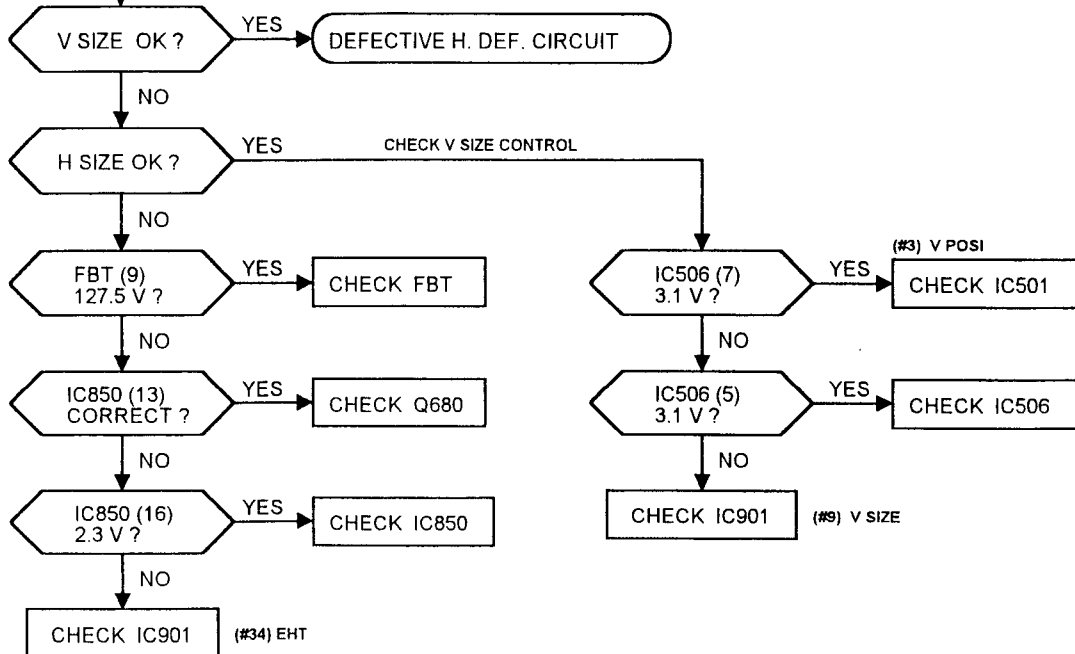 V SIZE OK ?
YES
DEFECTIVE H. DEF. CIRCUIT
NO
H SIZE OK ?
YES
CHECK V SIZE CONTROL
NO
FBT (9)
127.5 V ?
YES
CHECK FBT
NO
IC850 (13)
CORRECT ?
YES
CHECK Q680
NO
IC850 (16)
2.3 V ?
YES
CHECK IC850
NO
CHECK IC901
(#34) EHT
IC506 (7)
3.1 V ?
YES
(#3) V POSI
CHECK IC501
NO
IC506 (5)
3.1 V ?
YES
CHECK IC506
NO
CHECK IC901
(#9) V SIZE